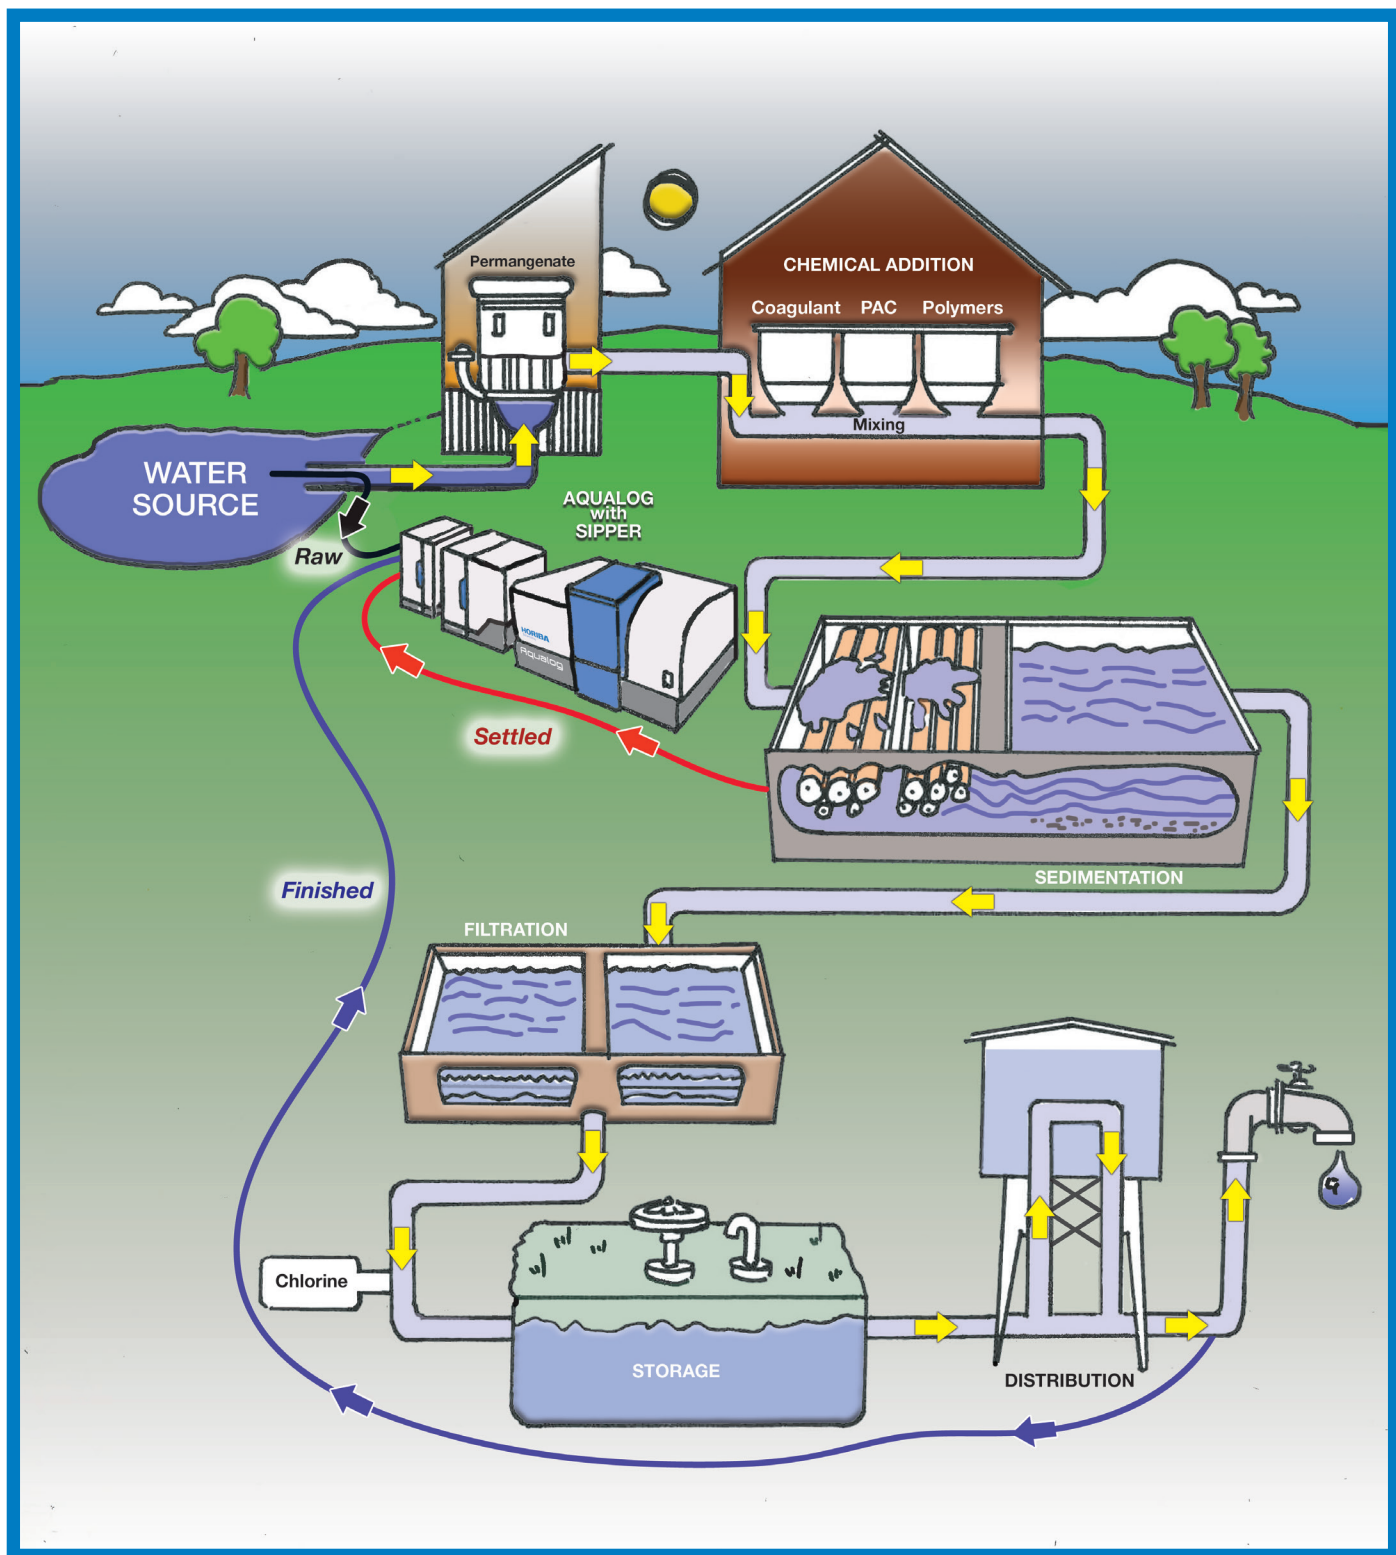 Permangenate
CHEMICAL ADDITION
Coagulant PAC Polymers
Mixing
WATER
SOURCE
AQUALOG
with
SIPPER
Raw
HORIBA
Aqualog
Settled
SEDIMENTATION
Finished
FILTRATION
Chlorine
STORAGE
DISTRIBUTION